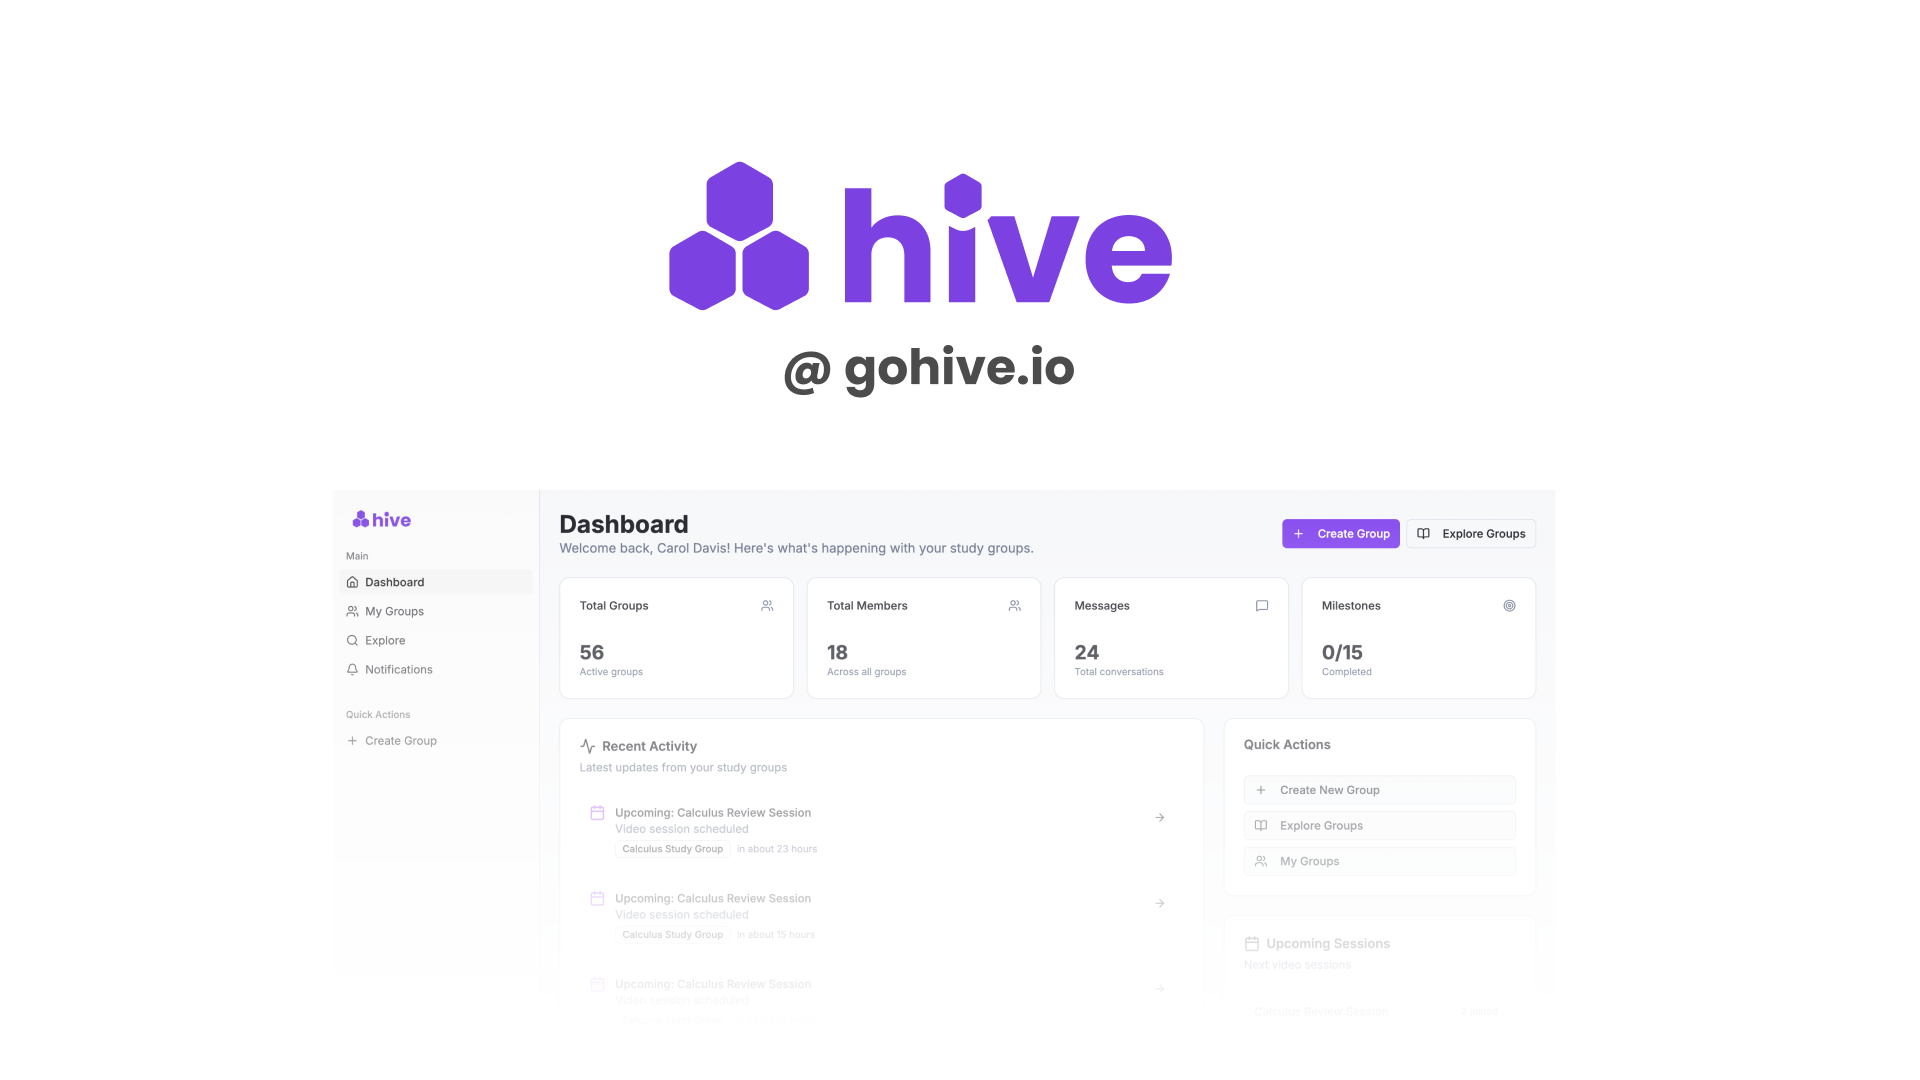 hive
@ gohive.io
hive
Main
Dashboard
My Groups
Explore
Notifications
Quick Actions
Create Group
Dashboard
Welcome back, Carol Davis! Here's what's happening with your study groups.
Create Group
Explore Groups
Total Groups
56
Active groups
Total Members
18
Across all groups
Messages
24
Total conversations
Milestones
0/15
Completed
Recent Activity
Latest updates from your study groups
Upcoming: Calculus Review Session
Video session scheduled
Calculus Study Group in about 23 hours
Upcoming: Calculus Review Session
Video session scheduled
Calculus Study Group in about 15 hours
Upcoming: Calculus Review Session
Video session scheduled
Quick Actions
Create New Group
Explore Groups
My Groups
Upcoming Sessions
Next video sessions
Calculus Review Session